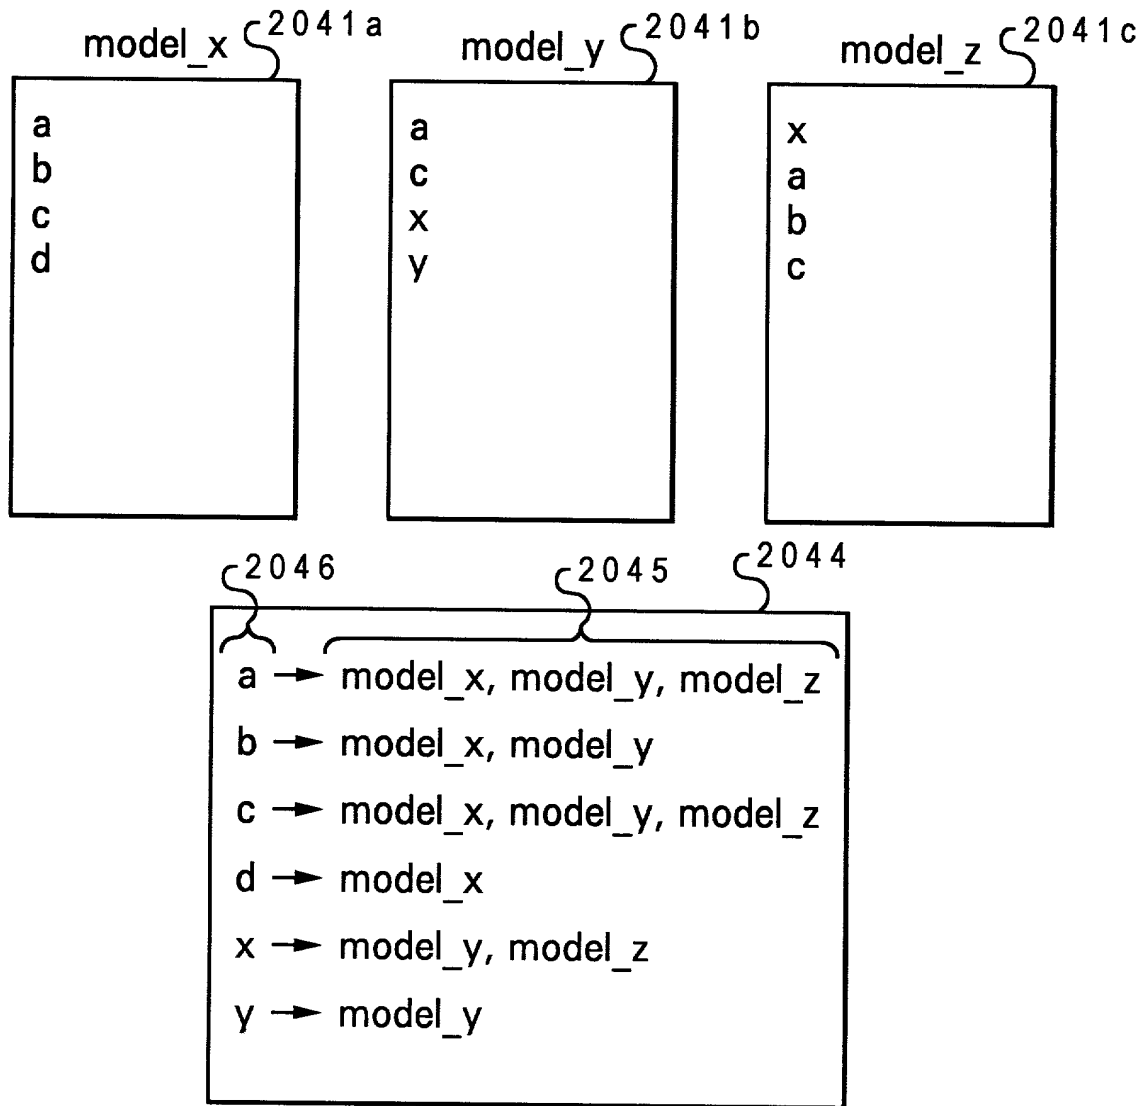 model_x 2041a
a
b
c
d
model_y 2041b
a
c
x
y
model_z 2041c
x
a
b
c
2046 2045 2044
a → model_x, model_y, model_z
b → model_x, model_y
c → model_x, model_y, model_z
d → model_x
x → model_y, model_z
y → model_y